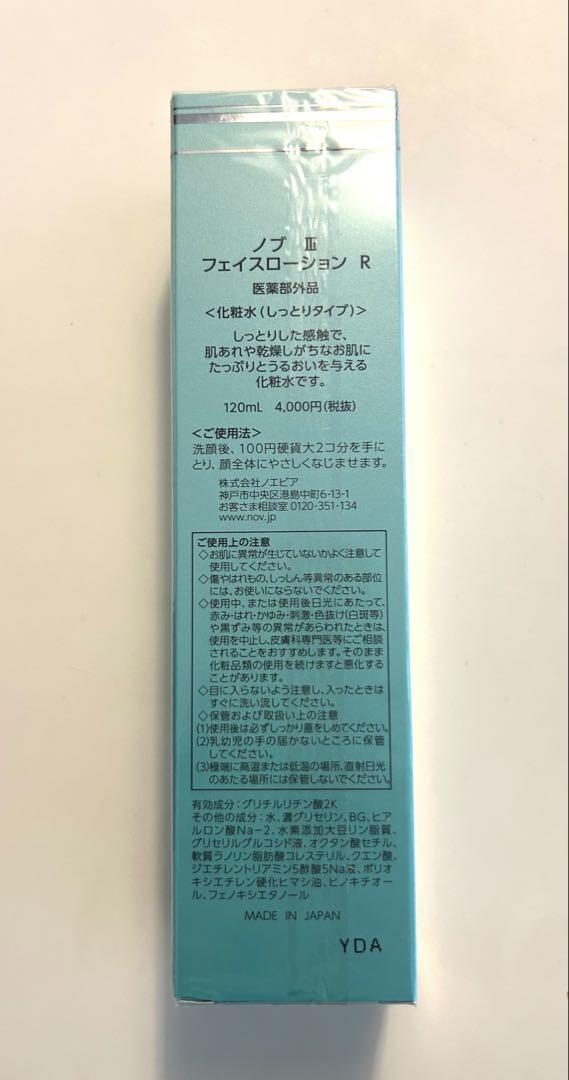 ノブ Ⅲ
フェイスローション R
医薬部外品
<化粧水(しっとりタイプ)>
しっとりした感触で、
肌あれや乾燥しがちなお肌に
たっぷりとうるおいを与える
化粧水です。
120mL 4,000円(税抜)
<ご使用法>
洗顔後、100円硬貨大2コ分を手に
とり、顔全体にやさしくなじませます。
株式会社ノエビア
神戸市中央区港島中町6-13-1
お客さま相談室 0120-351-134
www.nov.jp
ご使用上の注意
◇お肌に異常が生じていないかよく注意して
使用してください。
◇傷やはれもの、しっしん等異常のある部位
には、お使いにならないでください。
◇使用中、または使用後日光にあたって、
赤み・はれ・かゆみ・刺激・色抜け(白斑等)
や黒ずみ等の異常があらわれたときは、
使用を中止し、皮膚科専門医等にご相談
されることをおすすめします。そのまま
化粧品類の使用を続けますと悪化する
ことがあります。
◇目に入らないよう注意し、入ったときは
すぐに洗い流してください。
◇保管および取扱い上の注意
(1)使用後は必ずしっかり蓋をしめてください。
(2)乳幼児の手の届かないところに保管
してください。
(3)極端に高温または低温の場所、直射日光
のあたる場所には保管しないでください。
有効成分:グリチルリチン酸2K
その他の成分:水、濃グリセリン、BG、ヒア
ルロン酸Na-2、水素添加大豆リン脂質、
グリセリルグルコシド液、オクタン酸セチル、
軟質ラノリン脂肪酸コレステリル、クエン酸、
ジエチレントリアミン5酢酸5Na液、ポリオ
キシエチレン硬化ヒマシ油、ヒノキチオー
ル、フェノキシエタノール
MADE IN JAPAN
YDA